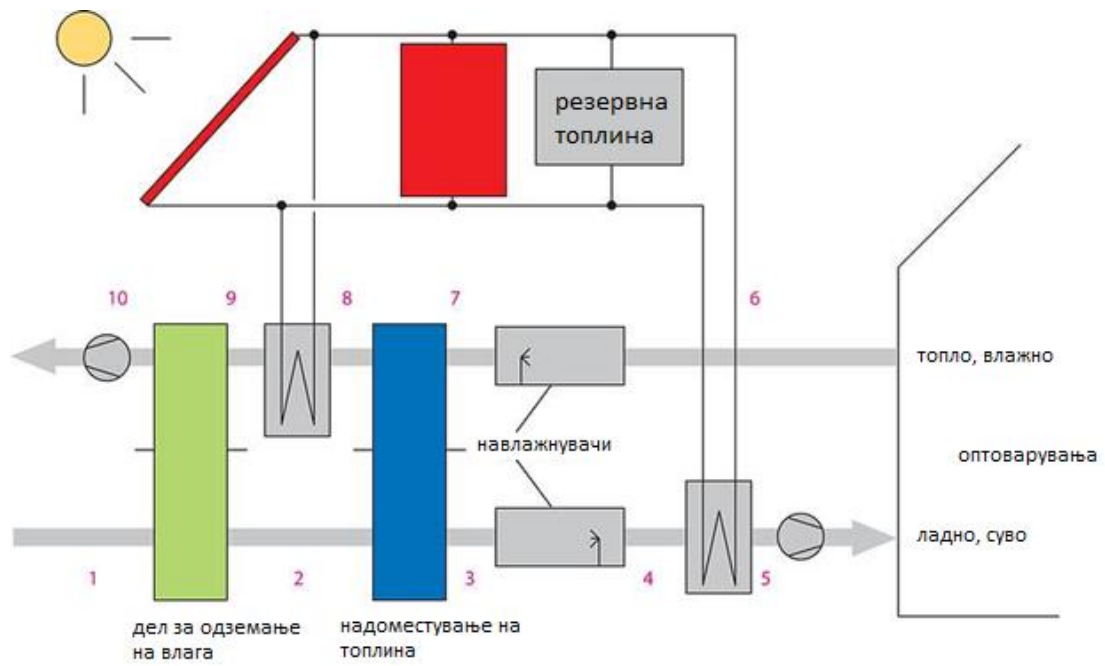 резервна
топлина
10
9
8
7
6
топло, влажно
навлажнувачи
оптоварувања
ладно, суво
1
2
3
4
5
дел за одземање
на влага
надоместување на
топлина